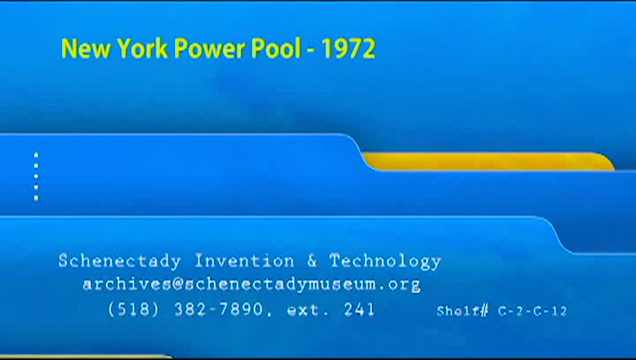 New York Power Pool - 1972
Schenectady Invention & Technology
archives@schenectadymuseum.org
(518) 382-7890, ext. 241
Shelf# C-2-C-12